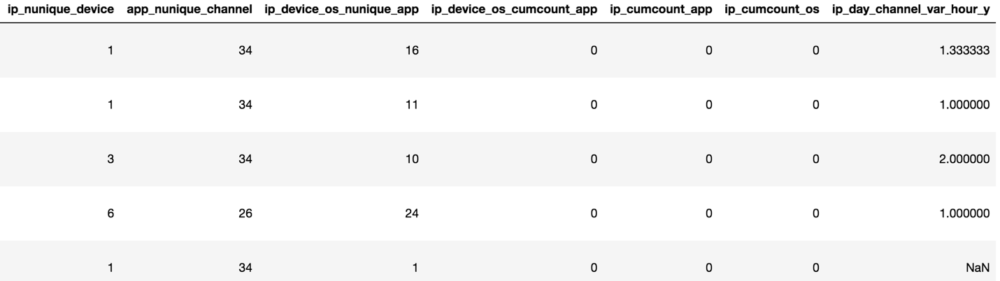 ip_nunique_device app_nunique_channel ip_device_os_nunique_app ip_device_os_cumcount_app ip_cumcount_app ip_cumcount_os ip_day_channel_var_hour_y
1 34 16 0 0 0 1.333333
1 34 11 0 0 0 1.000000
3 34 10 0 0 0 2.000000
6 26 24 0 0 0 1.000000
1 34 1 0 0 0 NaN